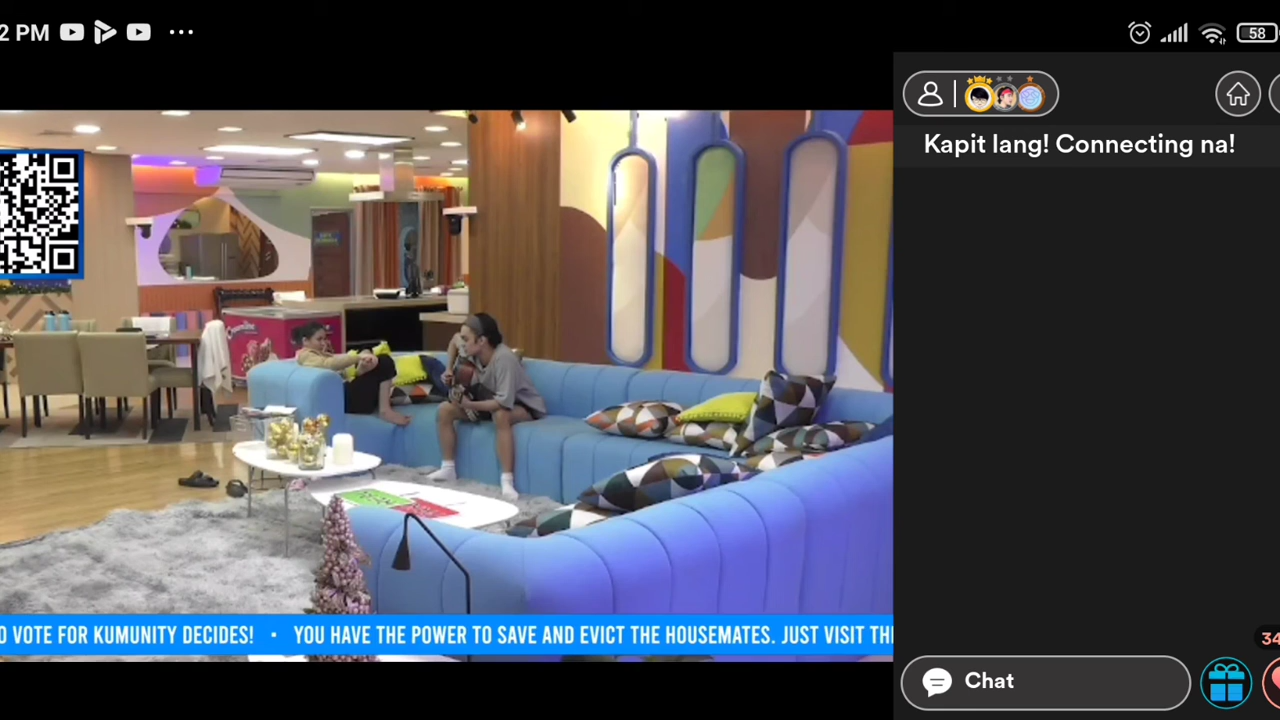 2 PM
58
Kapit lang! Connecting na!
O VOTE FOR KUMUNITY DECIDES! • YOU HAVE THE POWER TO SAVE AND EVICT THE HOUSEMATES. JUST VISIT TH
34
Chat